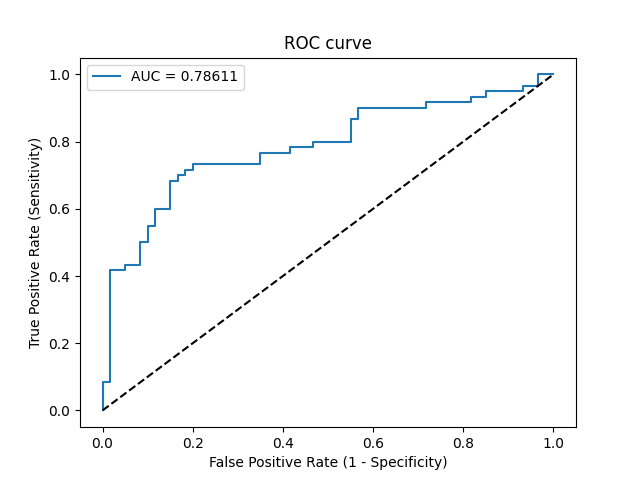 ROC curve
AUC = 0.78611
1.0
0.8
0.6
0.4
0.2
0.0
True Positive Rate (Sensitivity)
0.0 0.2 0.4 0.6 0.8 1.0
False Positive Rate (1 - Specificity)